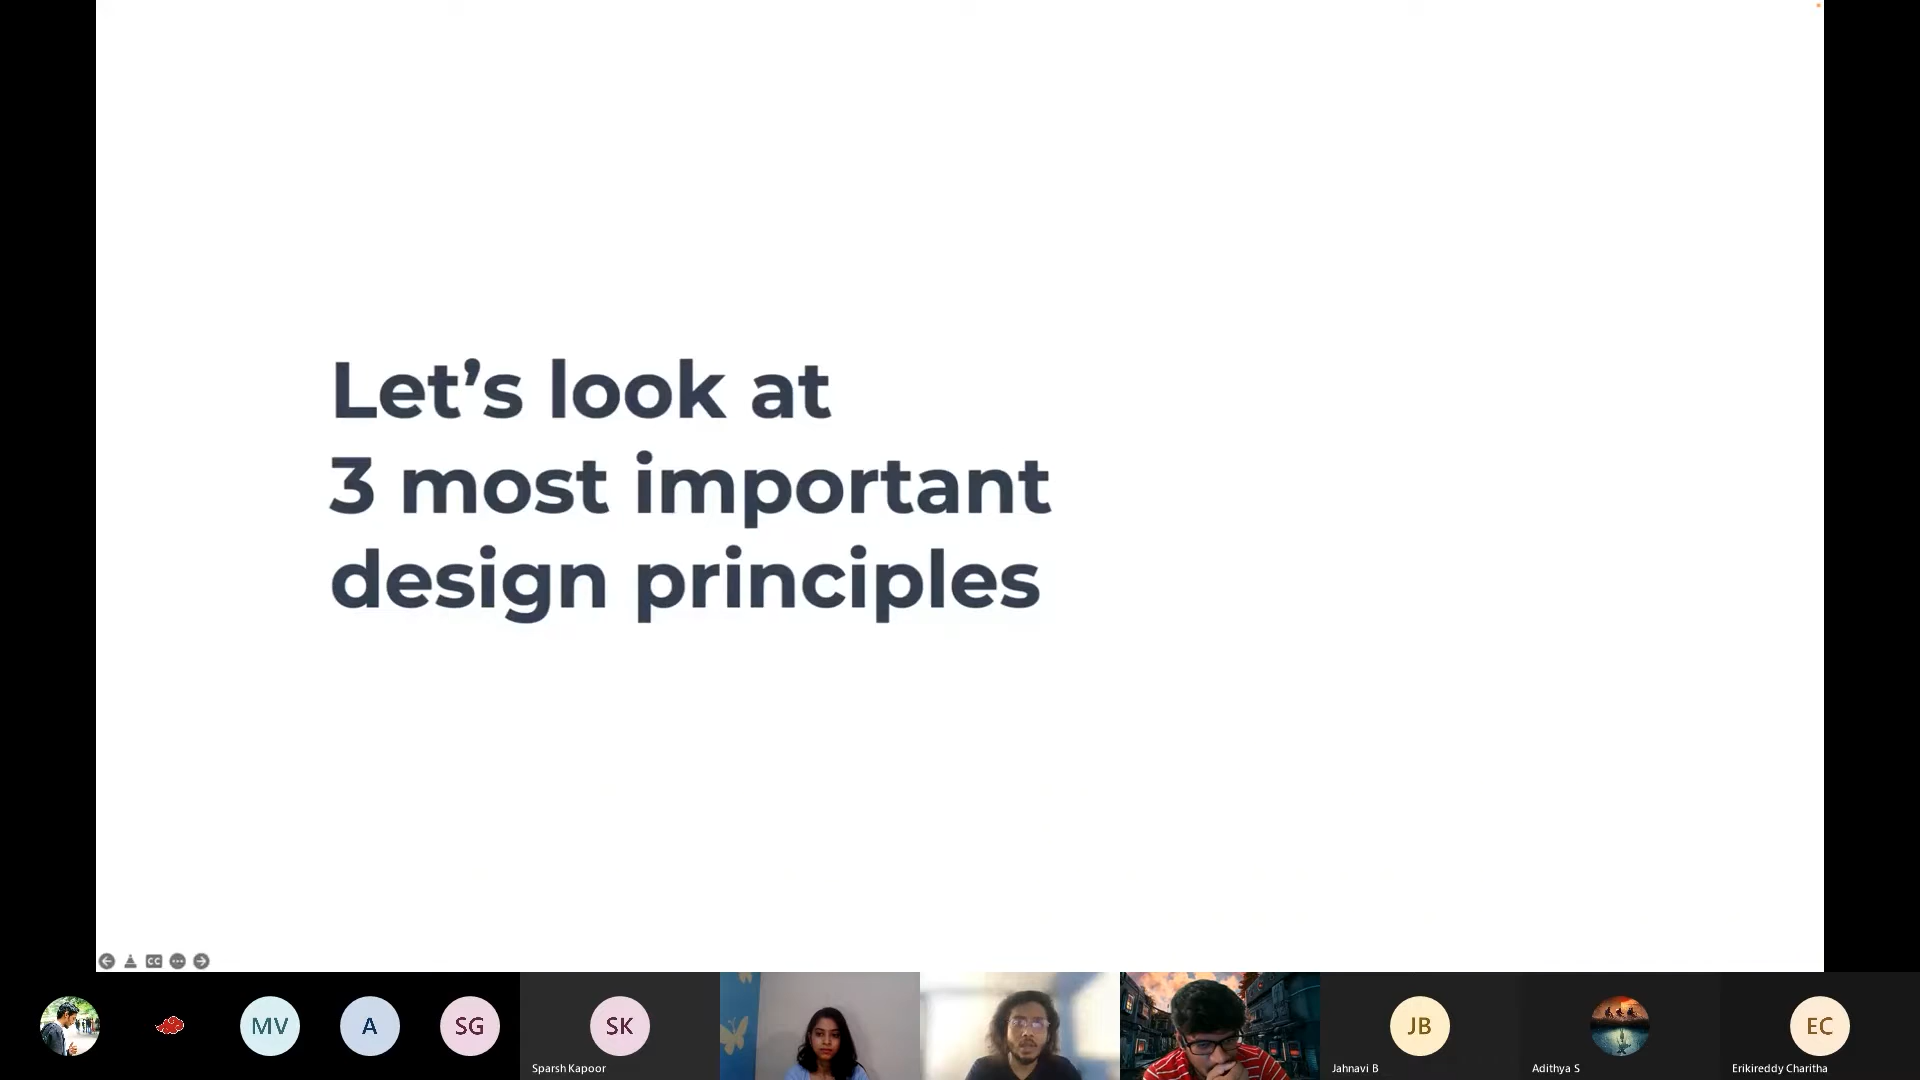 Let’s look at
3 most important
design principles
CC
MV
A
SG
SK
JB
EC
Sparsh Kapoor
Jahnavi B
Adithya S
Erikireddy Charitha